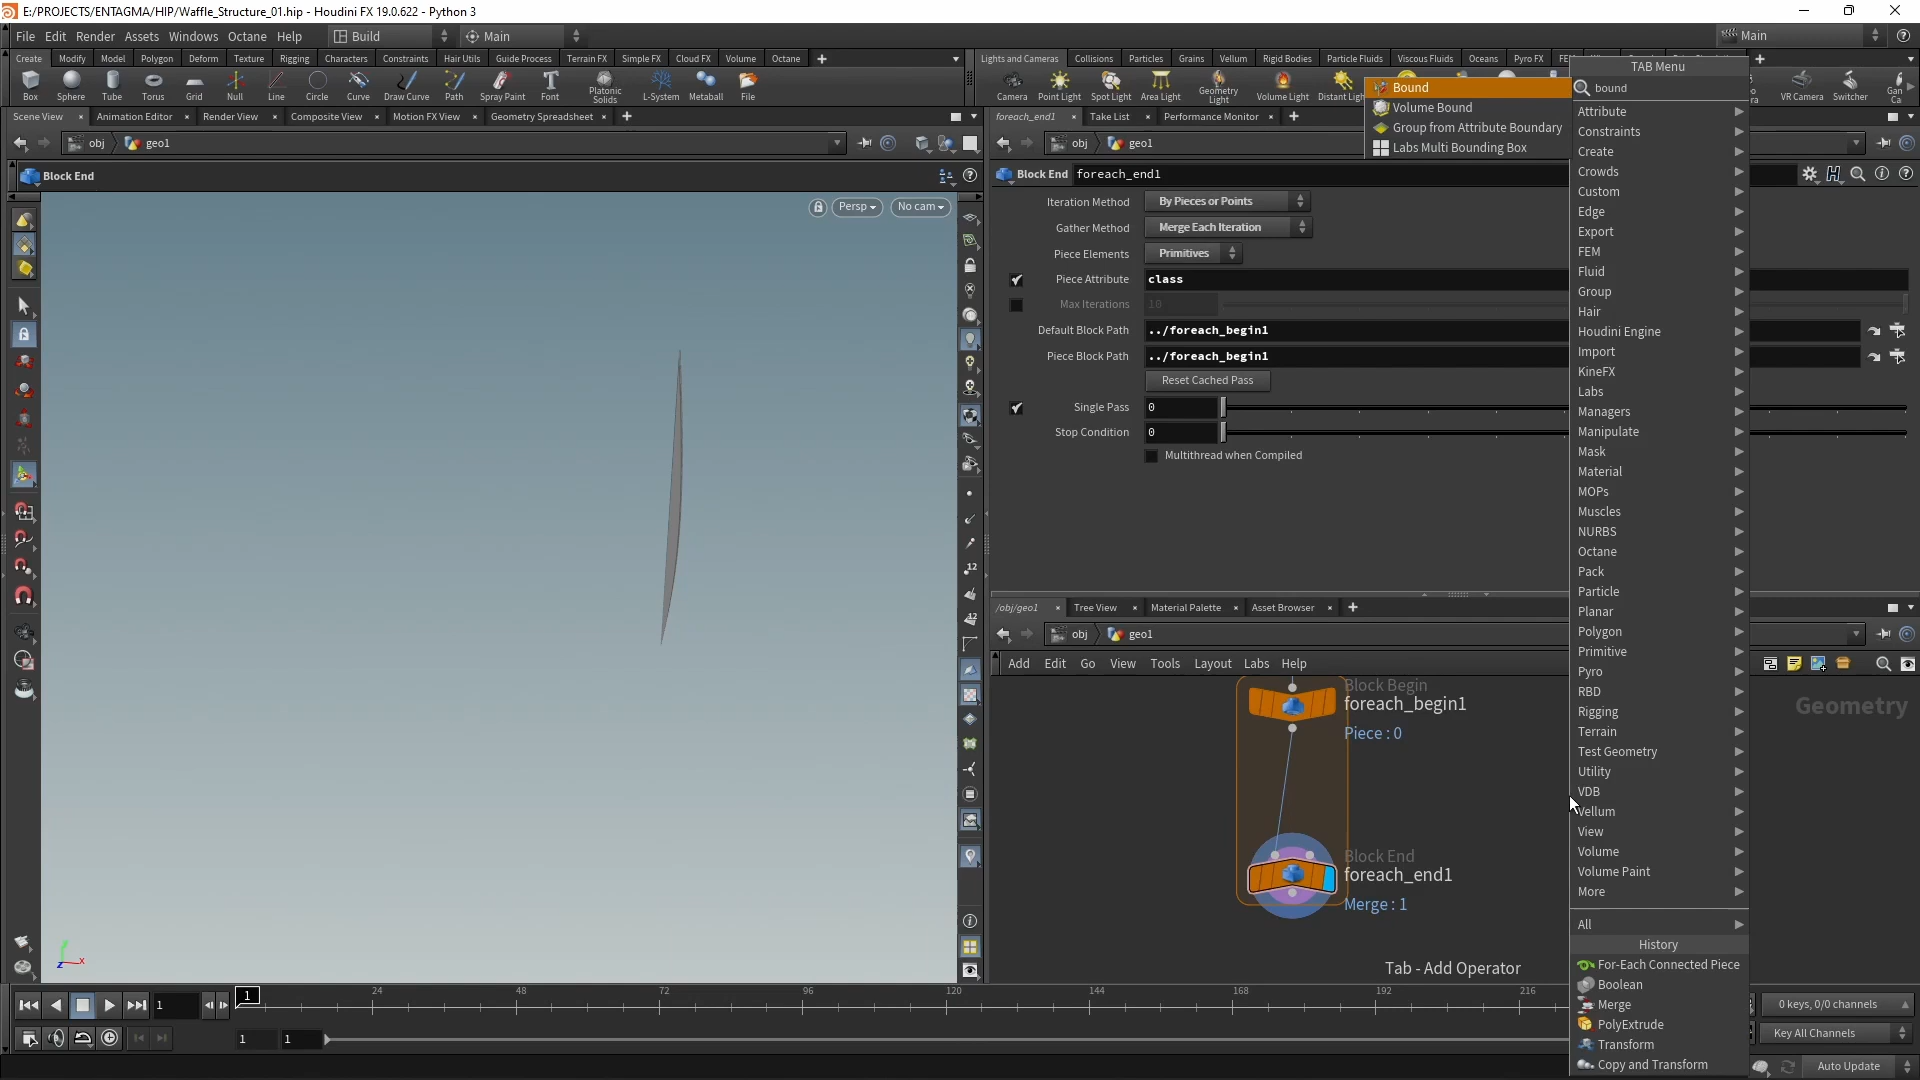 E:/PROJECTS/ENTAGMA/HIP/Waffle_Structure_01.hip - Houdini FX 19.0.622 - Python 3
File Edit Render Assets Windows Octane Help Build Main Main
Create Modify Model Polygon Deform Texture Rigging Characters Constraints Hair Utils Guide Process Terrain FX Simple FX Cloud FX Volume Octane
Lights and Cameras Collisions Particles Grains Vellum Rigid Bodies Particle Fluids Viscous Fluids Oceans Pyro FX
Box Sphere Tube Torus Grid Null Line Circle Curve Draw Curve Path Spray Paint Font Platonic Solids L-System Metaball File
Camera Point Light Spot Light Area Light Geometry Light Volume Light VR Camera Switcher
TAB Menu
bound
Bound
Volume Bound
Group from Attribute Boundary
Labs Multi Bounding Box
Scene View Animation Editor Render View Composite View Motion FX View Geometry Spreadsheet
obj geo1
Block End
Persp No cam
foreach_end1 Take List Performance Monitor
obj geo1
Block End foreach_end1
Iteration Method By Pieces or Points
Gather Method Merge Each Iteration
Piece Elements Primitives
Piece Attribute class
Max Iterations 10
Default Block Path ../foreach_begin1
Piece Block Path ../foreach_begin1
Reset Cached Pass
Single Pass 0
Stop Condition 0
Multithread when Compiled
Attribute
Constraints
Create
Crowds
Custom
Edge
Export
FEM
Fluid
Group
Hair
Houdini Engine
Import
KineFX
Labs
Managers
Manipulate
Mask
Material
MOPs
Muscles
NURBS
Octane
Pack
Particle
Planar
Polygon
Primitive
Pyro
RBD
Rigging
Terrain
Test Geometry
Utility
VDB
Vellum
View
Volume
Volume Paint
More
All
History
For-Each Connected Piece
Boolean
Merge
PolyExtrude
Transform
Copy and Transform
/obj/geo1 Tree View Material Palette Asset Browser
obj geo1
Add Edit Go View Tools Layout Labs Help
Geometry
Block Begin
foreach_begin1
Piece : 0
Block End
foreach_end1
Merge : 1
Tab - Add Operator
12
12
z x
1 1 24 48 72 96 120 144 168 192 216
0 keys, 0/0 channels
1 1
Key All Channels
Auto Update